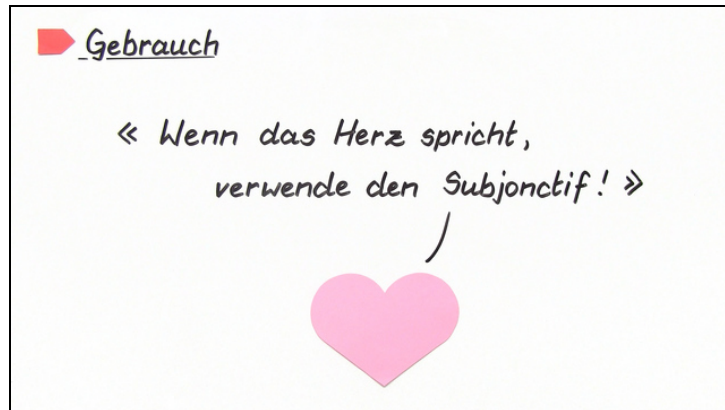 Gebrauch
« Wenn das Herz spricht,
verwende den Subjonctif! »